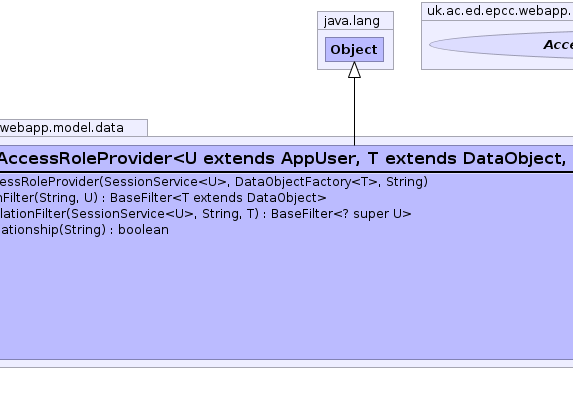 java.lang
Object
uk.ac.ed.epcc.webapp.
Acce
webapp.model.data
AccessRoleProvider<U extends AppUser, T extends DataObject,
essRoleProvider(SessionService<U>, DataObjectFactory<T>, String)
nFilter(String, U) : BaseFilter<T extends DataObject>
lationFilter(SessionService<U>, String, T) : BaseFilter<? super U>
lationship(String) : boolean